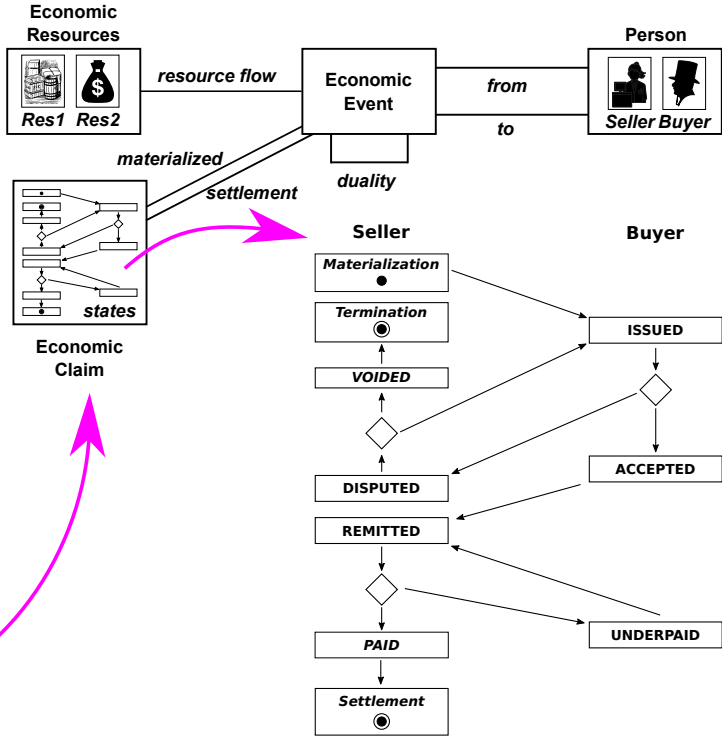 Economic
Resources
Person
resource flow
Economic
Event
from
to
$
Res1 Res2
Seller Buyer
materialized
settlement
duality
states
Economic
Claim
Seller
Buyer
Materialization
Termination
ISSUED
VOIDED
DISPUTED
ACCEPTED
REMITTED
PAID
UNDERPAID
Settlement